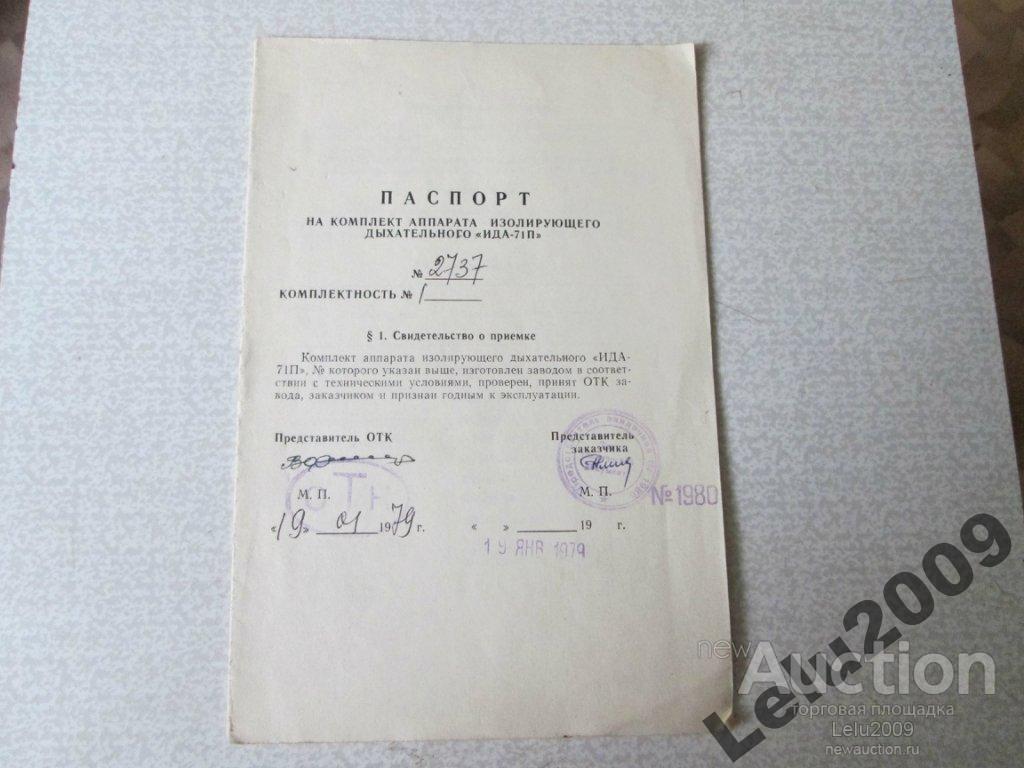 ПАСПОРТ
НА КОМПЛЕКТ АППАРАТА ИЗОЛИРУЮЩЕГО
ДЫХАТЕЛЬНОГО «ИДА-71П»
№ 2737
КОМПЛЕКТНОСТЬ № 1
§ 1. Свидетельство о приемке
Комплект аппарата изолирующего дыхательного «ИДА-
71П», № которого указан выше, изготовлен заводом в соответ-
ствии с техническими условиями, проверен, принят ОТК за-
вода, заказчиком и признан годным к эксплуатации.
Представитель ОТК
Представитель
заказчика
ОТК
М. П.
М. П.
№1980
«19» 01 1979 г.
« » 19 г.
19 ЯНВ 1979
Lelu2009
newAuction
торговая площадка
Lelu2009
newauction.ru